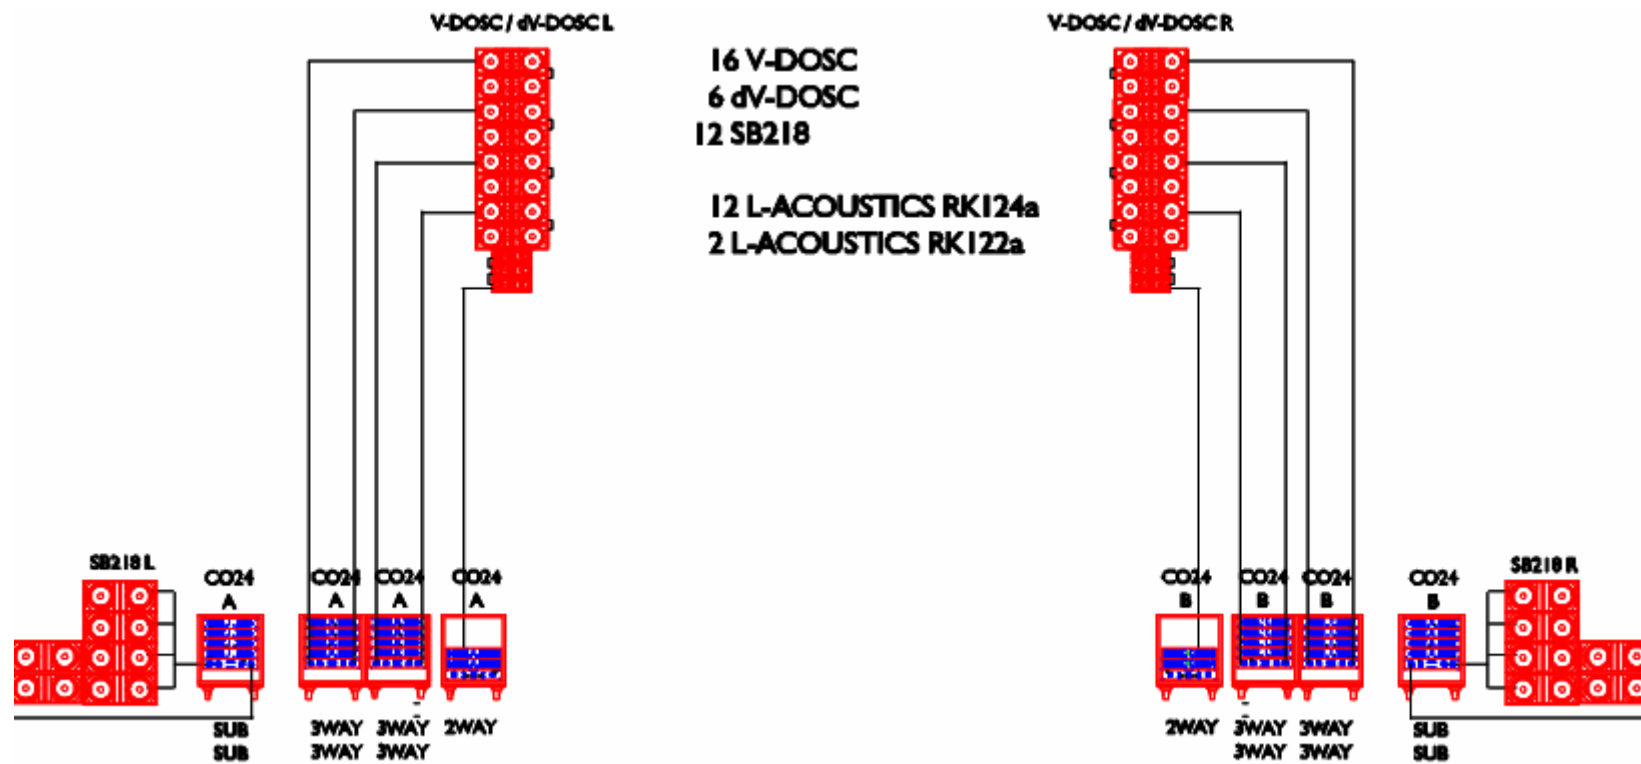 V-DOSC / dV-DOSC L
V-DOSC / dV-DOSC R
16 V-DOSC
6 dV-DOSC
12 SB218
12 L-ACOUSTICS RK124a
2 L-ACOUSTICS RK122a
SB218 L
CO24
A
CO24
A
CO24
A
CO24
A
CO24
B
CO24
B
CO24
B
CO24
B
SB218 R
SUB
SUB
3WAY
3WAY
3WAY
3WAY
2WAY
2WAY
3WAY
3WAY
3WAY
3WAY
SUB
SUB